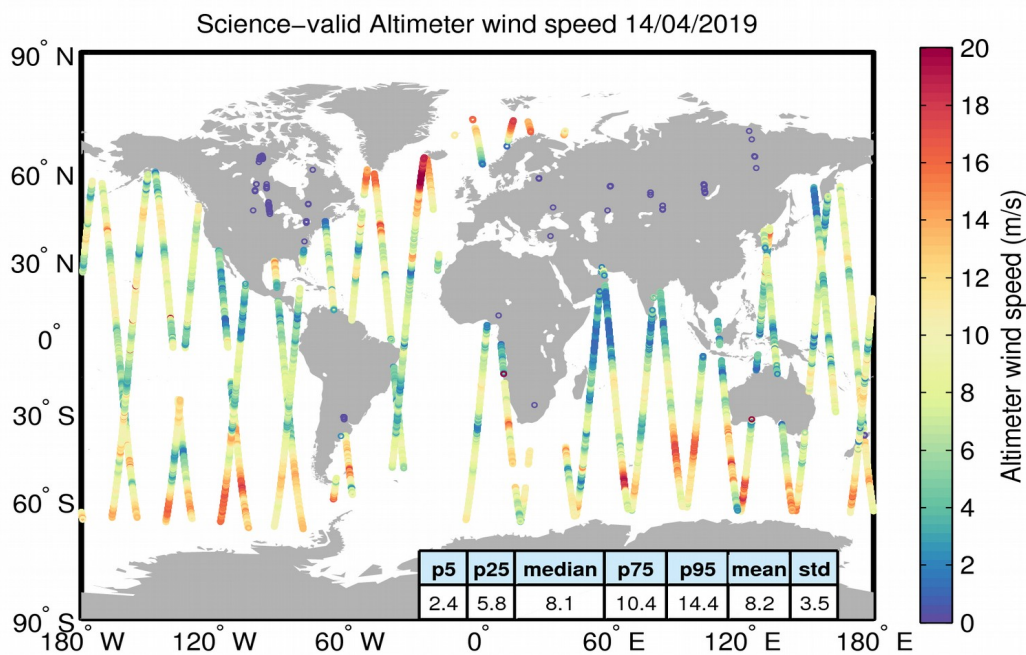 Science−valid Altimeter wind speed 14/04/2019
90° N
60° N
30° N
0°
30° S
60° S
90° S
180° W
120° W
60° W
0°
60° E
120° E
180° E
p5 p25 median p75 p95 mean std
2.4 5.8 8.1 10.4 14.4 8.2 3.5
20
18
16
14
12
10
8
6
4
2
0
Altimeter wind speed (m/s)